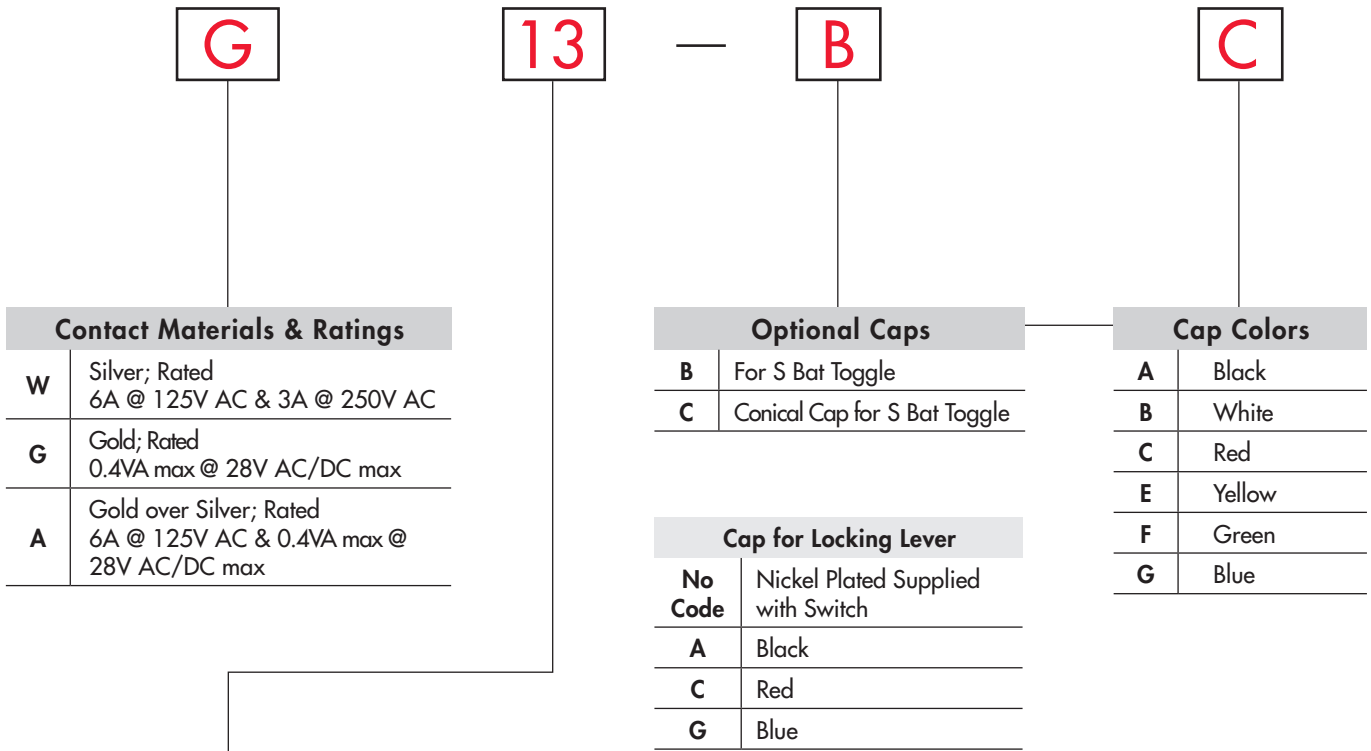 G 13 — B C
Contact Materials & Ratings
W Silver; Rated
6A @ 125V AC & 3A @ 250V AC
G Gold; Rated
0.4VA max @ 28V AC/DC max
A Gold over Silver; Rated
6A @ 125V AC & 0.4VA max @
28V AC/DC max
Optional Caps
B For S Bat Toggle
C Conical Cap for S Bat Toggle
Cap for Locking Lever
No Nickel Plated Supplied
Code with Switch
A Black
C Red
G Blue
Cap Colors
A Black
B White
C Red
E Yellow
F Green
G Blue